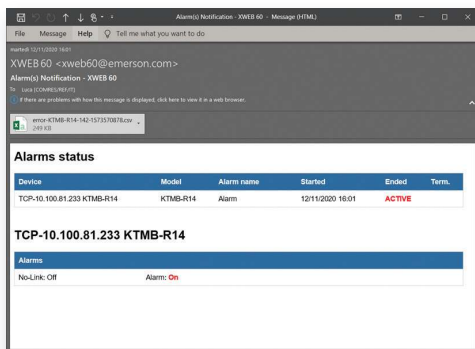 Alarm(s) Notification - XWEB 60 - Message (HTML)
File Message Help Tell me what you want to do
martedì 12/11/2020 16:01
XWEB 60 <xweb60@emerson.com>
Alarm(s) Notification - XWEB 60
To Luca (COMRES/REF/IT)
If there are problems with how this message is displayed, click here to view it in a web browser.
error-KTMB-R14-142-1573570878.csv
249 KB
Alarms status
Device Model Alarm name Started Ended Term.
TCP-10.100.81.233 KTMB-R14 KTMB-R14 Alarm 12/11/2020 16:01 ACTIVE
TCP-10.100.81.233 KTMB-R14
Alarms
No-Link: Off Alarm: On